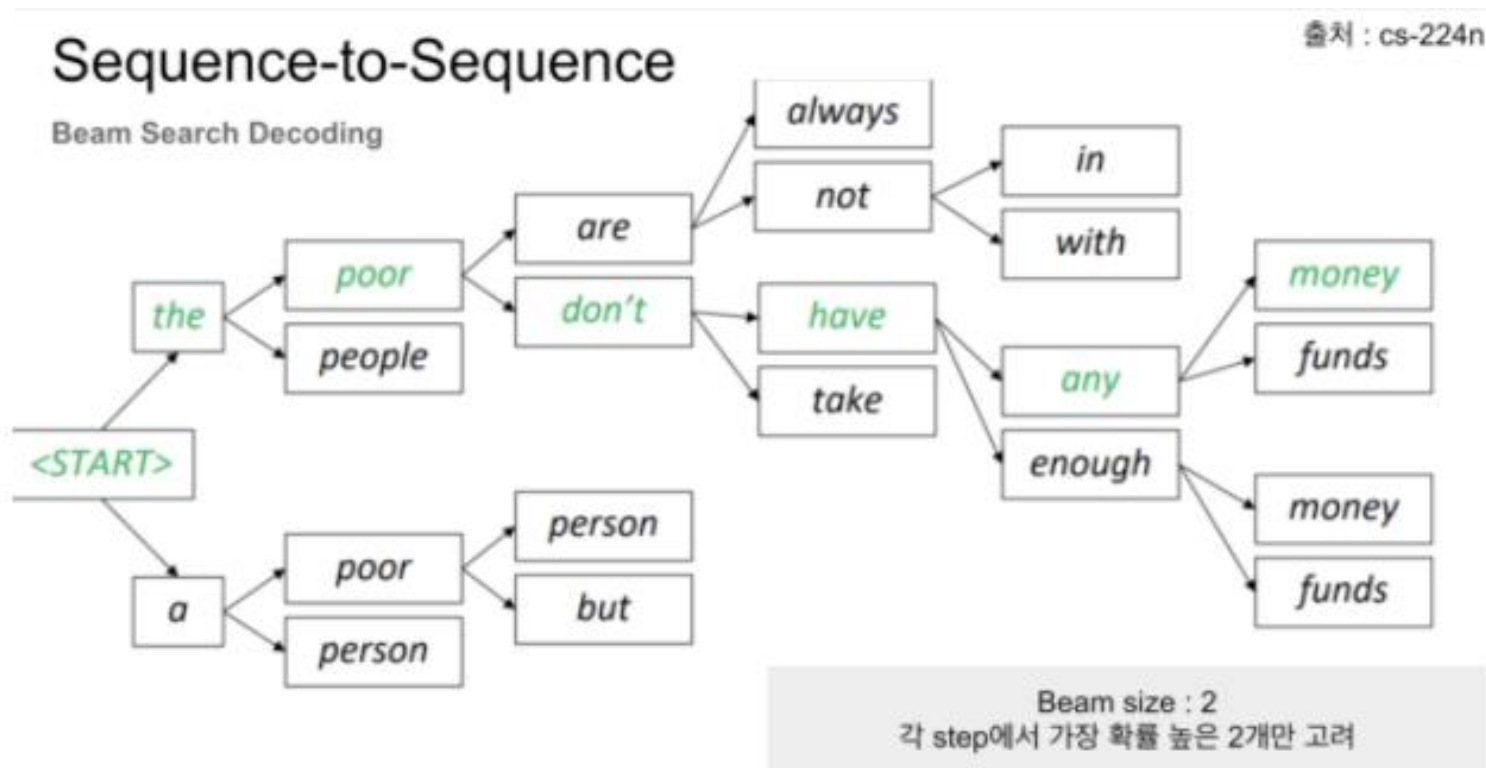 출처 : cs-224n
Sequence-to-Sequence
Beam Search Decoding
always
not
in
with
are
don't
poor
people
the
have
take
any
enough
money
funds
money
funds
<START>
a
poor
person
person
but
Beam size : 2
각 step에서 가장 확률 높은 2개만 고려